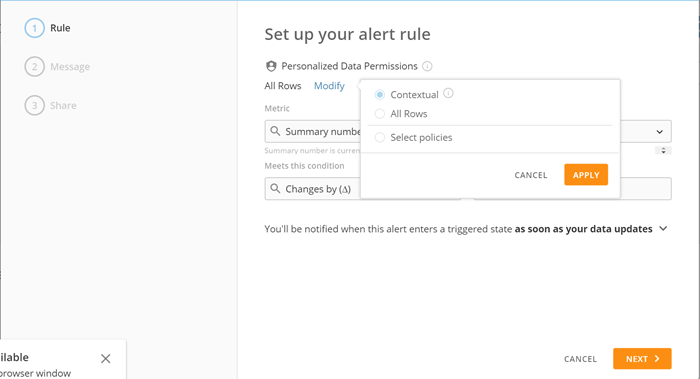 1 Rule
2 Message
3 Share
Set up your alert rule
Personalized Data Permissions
All Rows Modify
Contextual
All Rows
Select policies
CANCEL APPLY
Metric
Summary numbe
Summary number is curren
Meets this condition
Changes by (Δ)
You'll be notified when this alert enters a triggered state as soon as your data updates
ilable
browser window
CANCEL NEXT